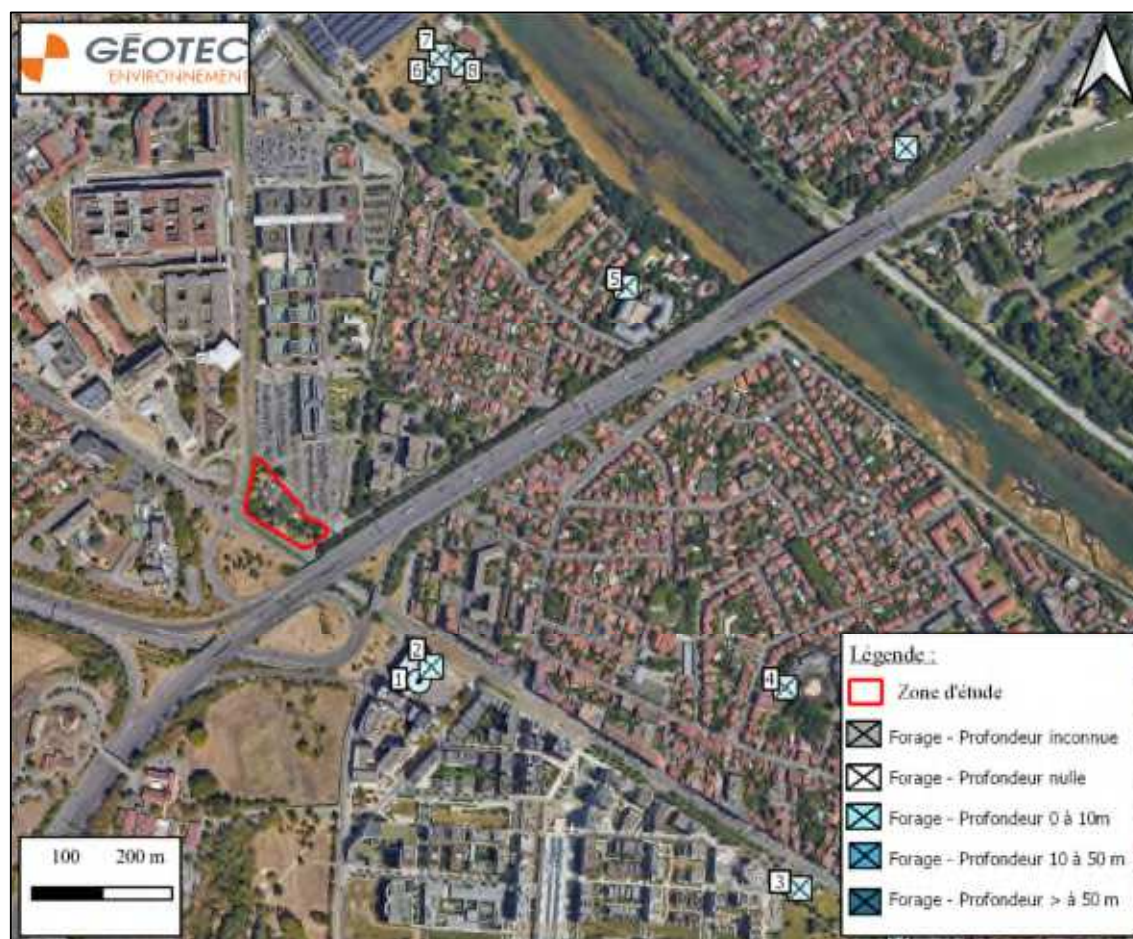 GÉOTEC
ENVIRONNEMENT
7
6
8
5
2
1
4
3
Légende :
Zone d'étude
Forage - Profondeur inconnue
Forage - Profondeur nulle
Forage - Profondeur 0 à 10m
Forage - Profondeur 10 à 50 m
Forage - Profondeur > à 50 m
100 200 m